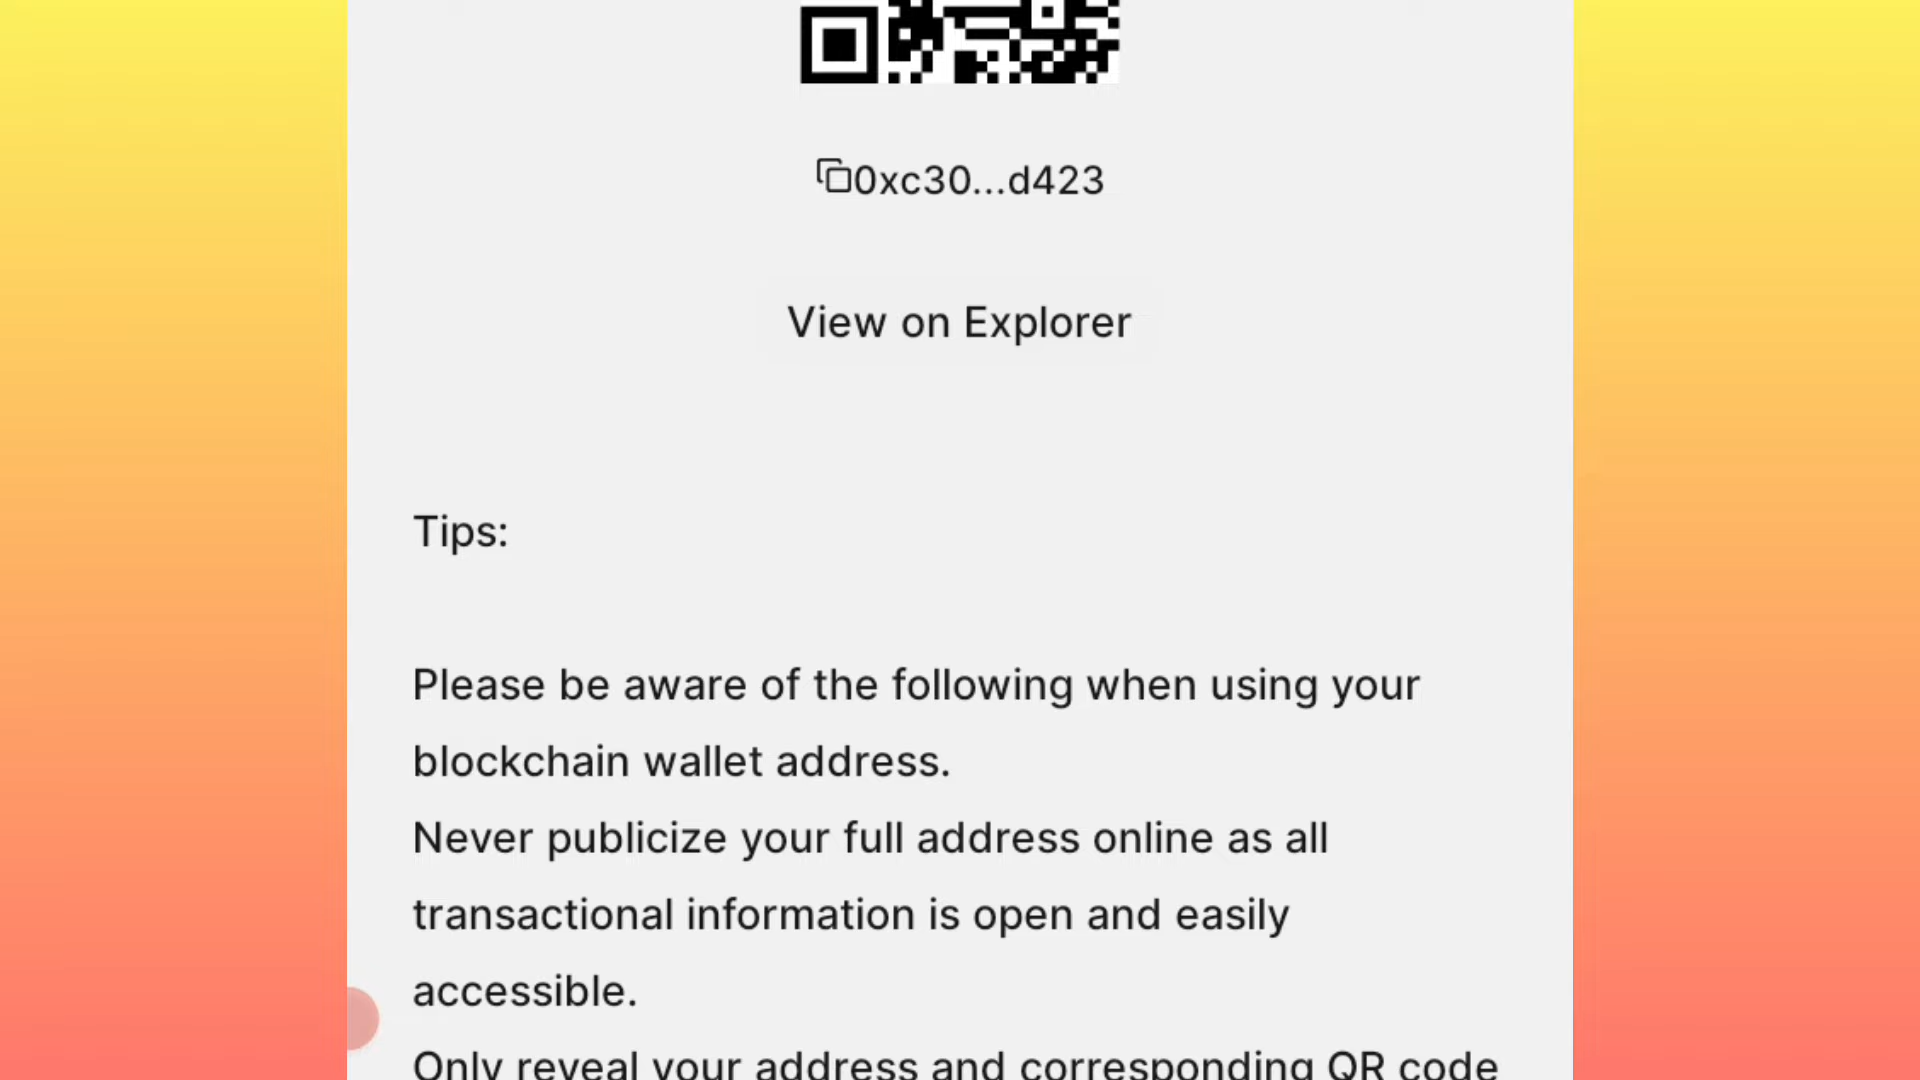 0xc30...d423
View on Explorer
Tips:
Please be aware of the following when using your
blockchain wallet address.
Never publicize your full address online as all
transactional information is open and easily
accessible.
Only reveal your address and corresponding QR code